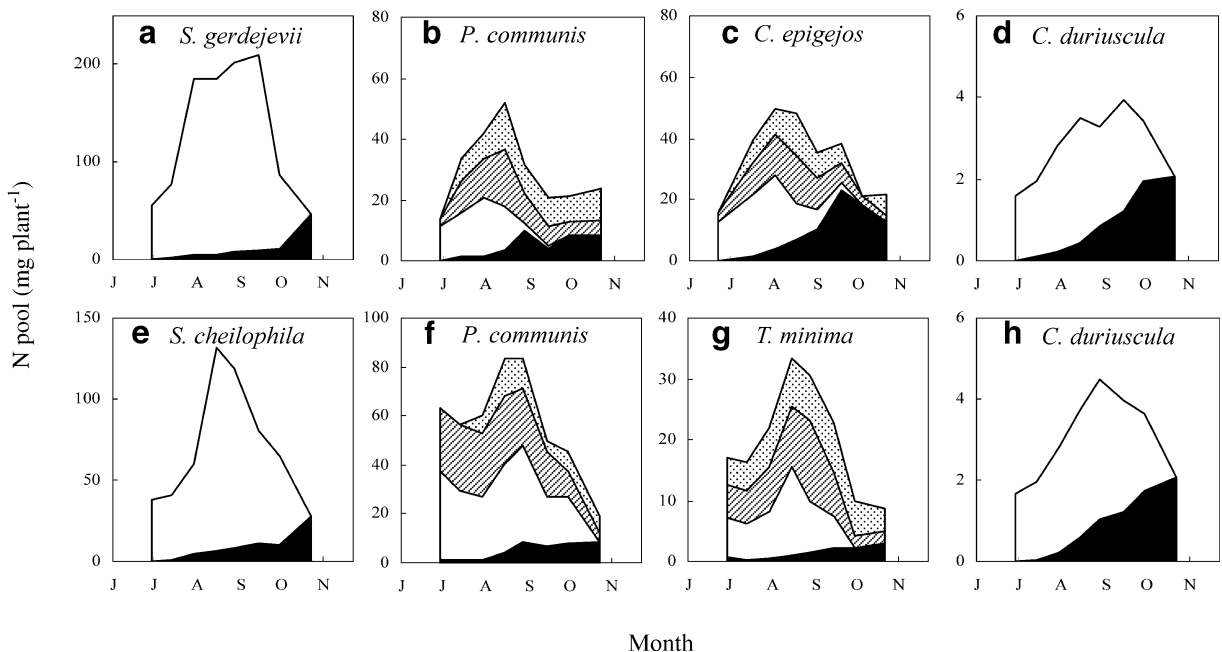 a S. gerdejevii
b P. communis
c C. epigejos
d C. duriuscula
200
100
0
80
60
40
20
0
80
60
40
20
0
6
4
2
0
J J A S O N
J J A S O N
J J A S O N
J J A S O N
N pool (mg plant-1)
e S. cheilophila
f P. communis
g T. minima
h C. duriuscula
150
100
50
0
100
80
60
40
20
0
40
30
20
10
0
6
4
2
0
J J A S O N
J J A S O N
J J A S O N
J J A S O N
Month